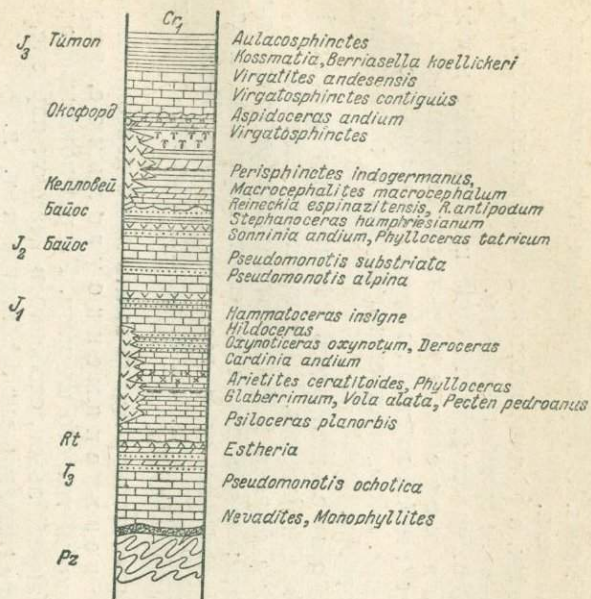 Cr₁
J₃ Титон
Aulacosphinctes
Kossmatia, Berriasella koellickeri
Virgatites andesensis
Virgatosphinctes contiguus
Оксфорд
Aspidoceras andium
Virgatosphinctes
Perisphinctes indogermanus,
Келловей
Macrocephalites macrocephalum
Байос
Reineckia espinazitensis, R. antipodum
Stephanoceras humphriesianum
J₂ Байос
Sonninia andium, Phylloceras tatricum
Pseudomonotis substriata
Pseudomonotis alpina
J₁
Hammatoceras insigne
Hildoceras
Oxynoticeras oxynotum, Deroceras
Cardinia andium
Arietites ceratitoides, Phylloceras
Glaberrimum, Vola alata, Pecten pedroanus
Psiloceras planorbis
Rt
Estheria
T₃
Pseudomonotis ochotica
Nevadites, Monophyllites
Pz